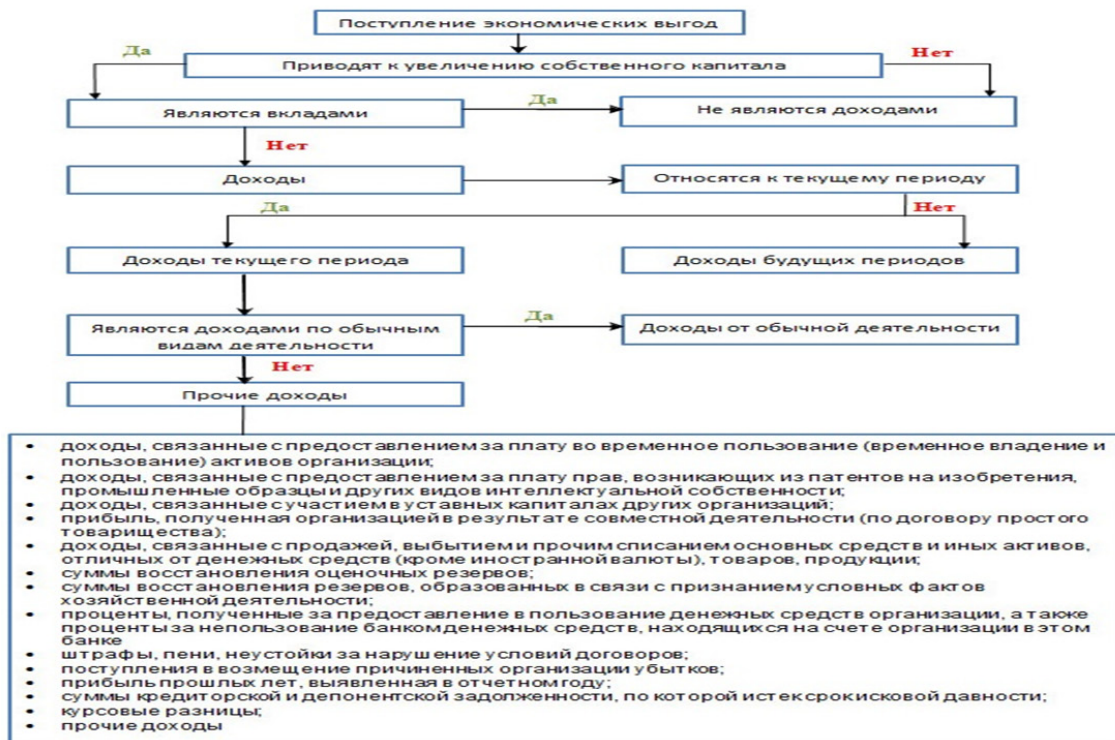 Поступление экономических выгод
Да
Нет
Приводят к увеличению собственного капитала
Являются вкладами
Да
Не являются доходами
Нет
Доходы
Относятся к текущему периоду
Да
Нет
Доходы текущего периода
Доходы будущих периодов
Являются доходами по обычным
видам деятельности
Да
Доходы от обычной деятельности
Нет
Прочие доходы
• доходы, связанные с предоставлением за плату во временное пользование (временное владение и
пользование) активов организации;
• доходы, связанные с предоставлением за плату прав, возникающих из патентов на изобретения,
промышленные образцы и других видов интеллектуальной собственности;
• доходы, связанные с участием в уставных капиталах других организаций;
• прибыль, полученная организацией в результате совместной деятельности (по договору простого
товарищества);
• доходы, связанные с продажей, выбытием и прочим списанием основных средств и иных активов,
отличных от денежных средств (кроме иностранной валюты), товаров, продукции;
• суммы восстановления оценочных резервов;
• суммы восстановления резервов, образованных в связи с признанием условных фактов
хозяйственной деятельности;
• проценты, полученные за предоставление в пользование денежных средств организации, а также
проценты за непользование банком денежных средств, находящихся на счете организации в этом
банке
• штрафы, пени, неустойки за нарушение условий договоров;
• поступления в возмещение причиненных организации убытков;
• прибыль прошлых лет, выявленная в отчетном году;
• суммы кредиторской и депонентской задолженности, по которой истек срок исковой давности;
• курсовые разницы;
• прочие доходы